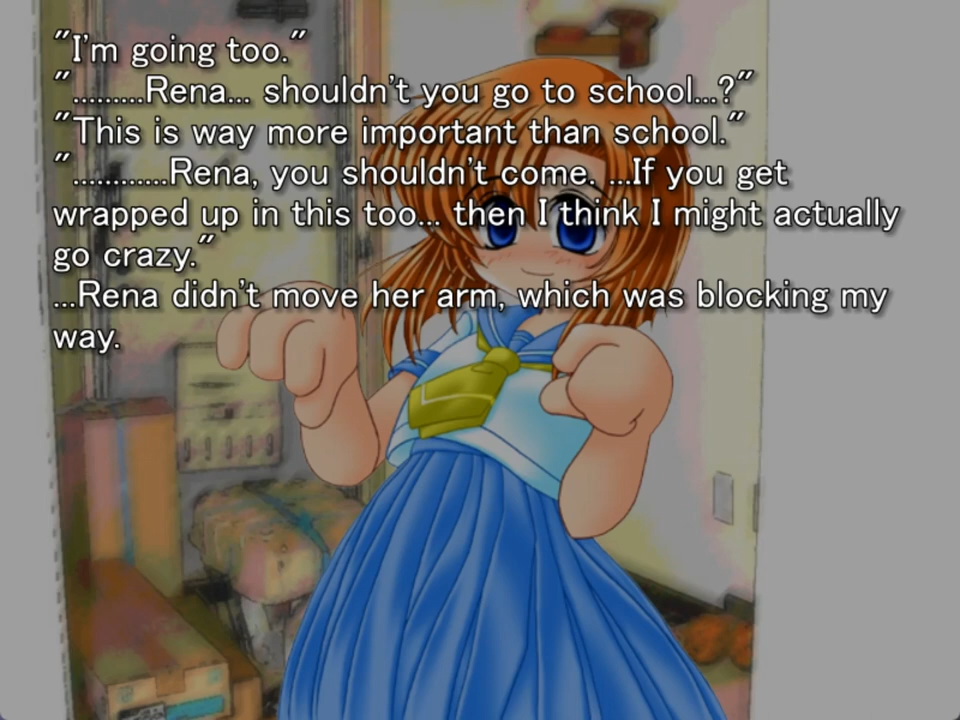 "I'm going too."
".........Rena... shouldn't you go to school...?"
"This is way more important than school."
"............Rena, you shouldn't come. ...If you get
wrapped up in this too... then I think I might actually
go crazy."
...Rena didn't move her arm, which was blocking my
way.